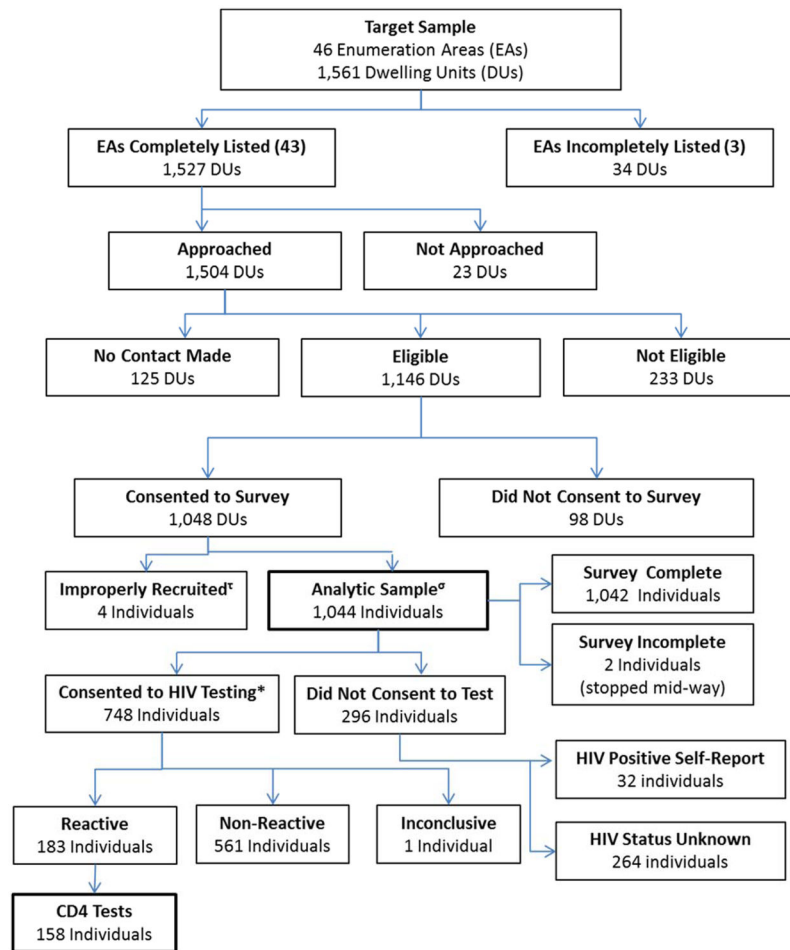 Target Sample
46 Enumeration Areas (EAs)
1,561 Dwelling Units (DUs)
EAs Completely Listed (43)
1,527 DUs
EAs Incompletely Listed (3)
34 DUs
Approached
1,504 DUs
Not Approached
23 DUs
No Contact Made
125 DUs
Eligible
1,146 DUs
Not Eligible
233 DUs
Consented to Survey
1,048 DUs
Did Not Consent to Survey
98 DUs
Improperly Recruitedᵗ
4 Individuals
Analytic Sampleᵟ
1,044 Individuals
Survey Complete
1,042 Individuals
Survey Incomplete
2 Individuals
(stopped mid-way)
Consented to HIV Testing*
748 Individuals
Did Not Consent to Test
296 Individuals
HIV Positive Self-Report
32 individuals
HIV Status Unknown
264 individuals
Reactive
183 Individuals
Non-Reactive
561 Individuals
Inconclusive
1 Individual
CD4 Tests
158 Individuals